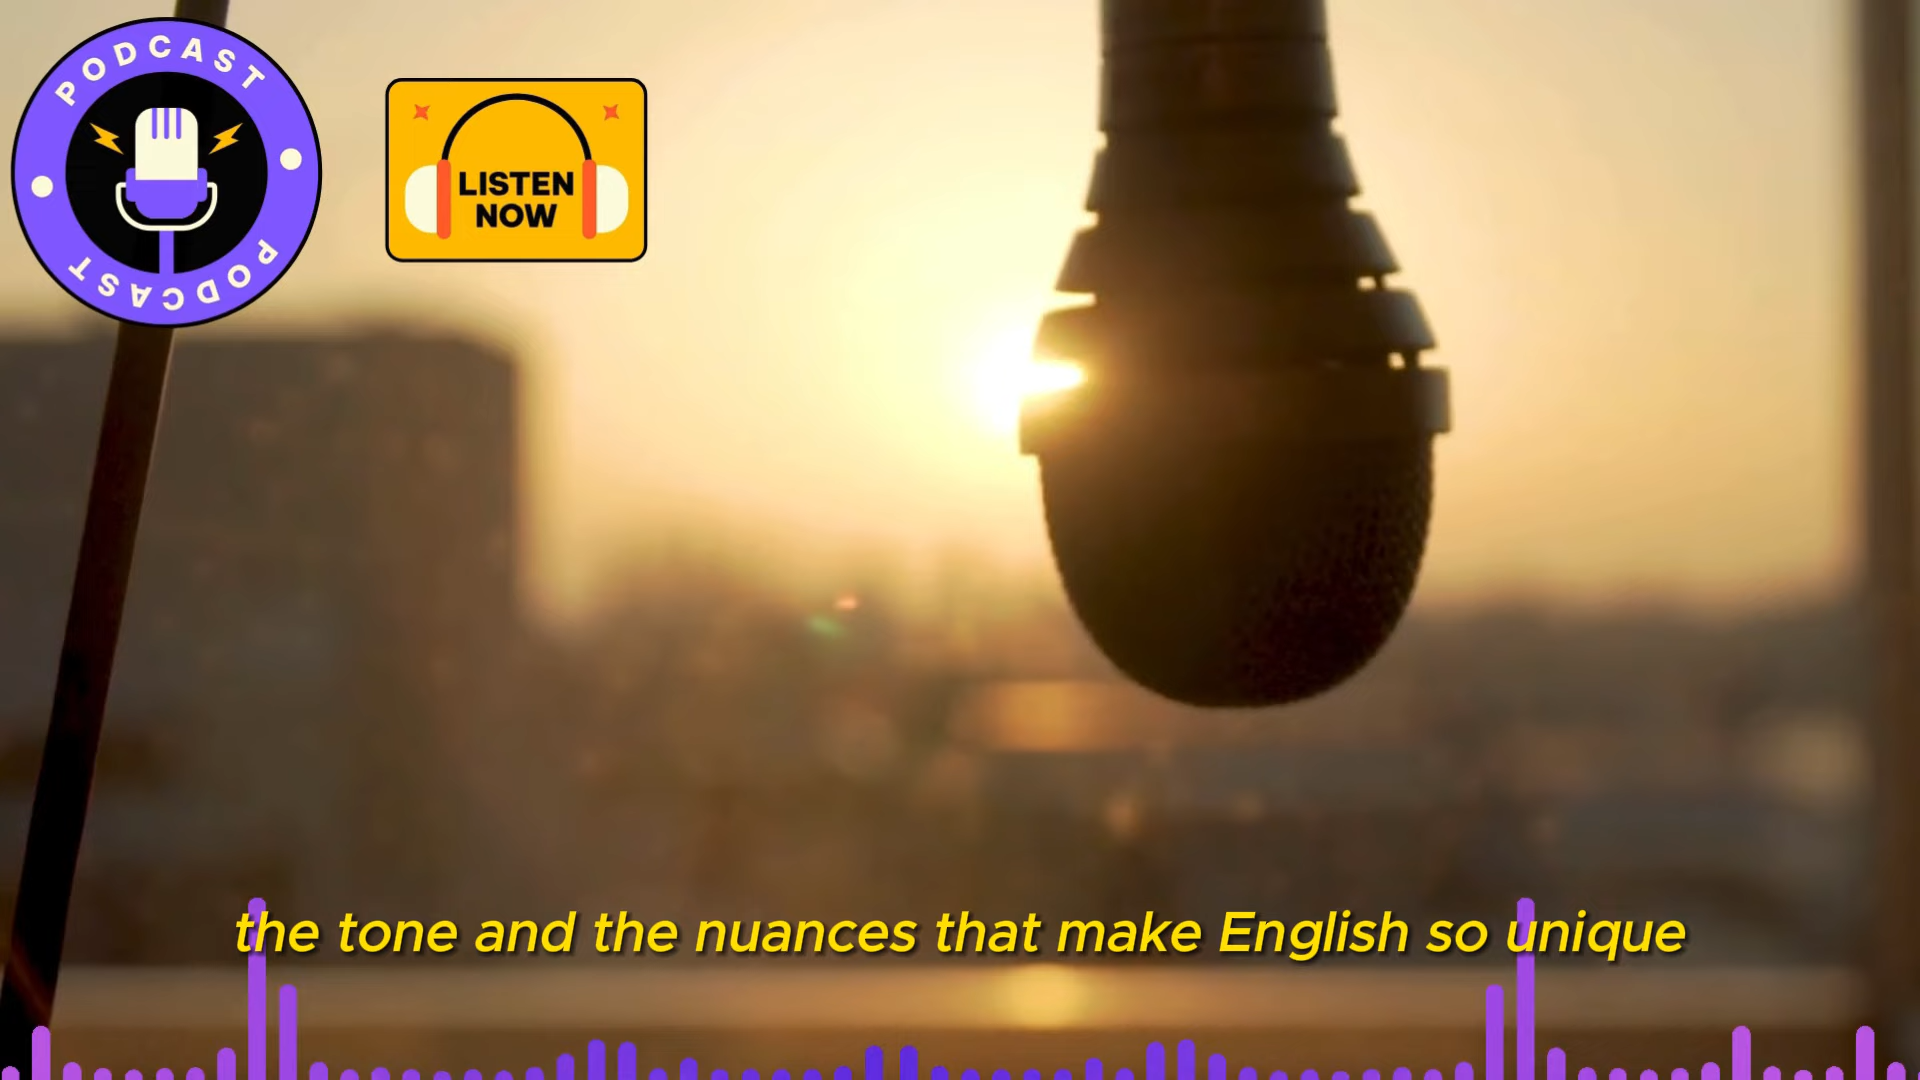 PODCAST
PODCAST
LISTEN
NOW
the tone and the nuances that make English so unique